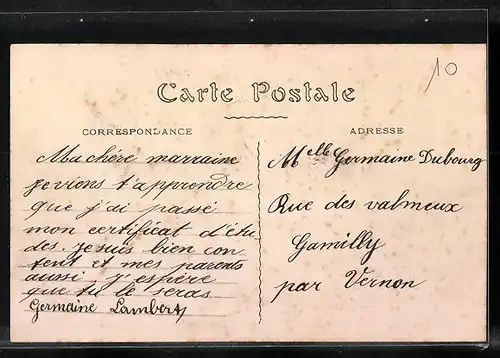 10
Carte Postale
CORRESPONDANCE
Ma chére marraine
je viens t'apprendre
que j'ai passé
mon certificat d'étu
des. je suis bien con
tent et mes parents
aussi j'espère
que tu le seras
Germaine Lambert
ADRESSE
Melle Germaine Dubourg
Rue des valmeux
Gamilly
par Vernon